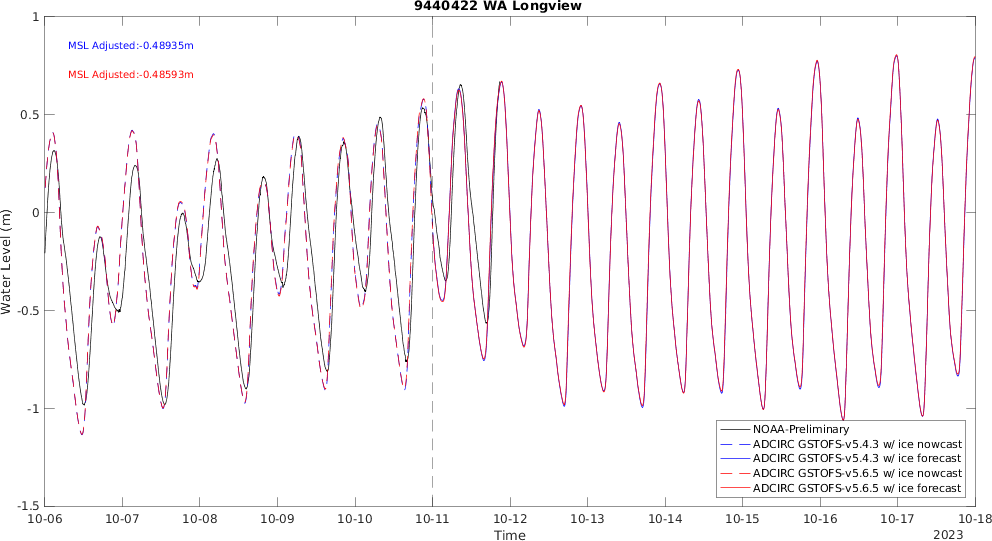 9440422 WA Longview
MSL Adjusted:-0.48935m
MSL Adjusted:-0.48593m
Water Level (m)
1
0.5
0
-0.5
-1
-1.5
NOAA-Preliminary
ADCIRC GSTOFS-v5.4.3 w/ ice nowcast
ADCIRC GSTOFS-v5.4.3 w/ ice forecast
ADCIRC GSTOFS-v5.6.5 w/ ice nowcast
ADCIRC GSTOFS-v5.6.5 w/ ice forecast
10-06 10-07 10-08 10-09 10-10 10-11 10-12 10-13 10-14 10-15 10-16 10-17 10-18
Time
2023